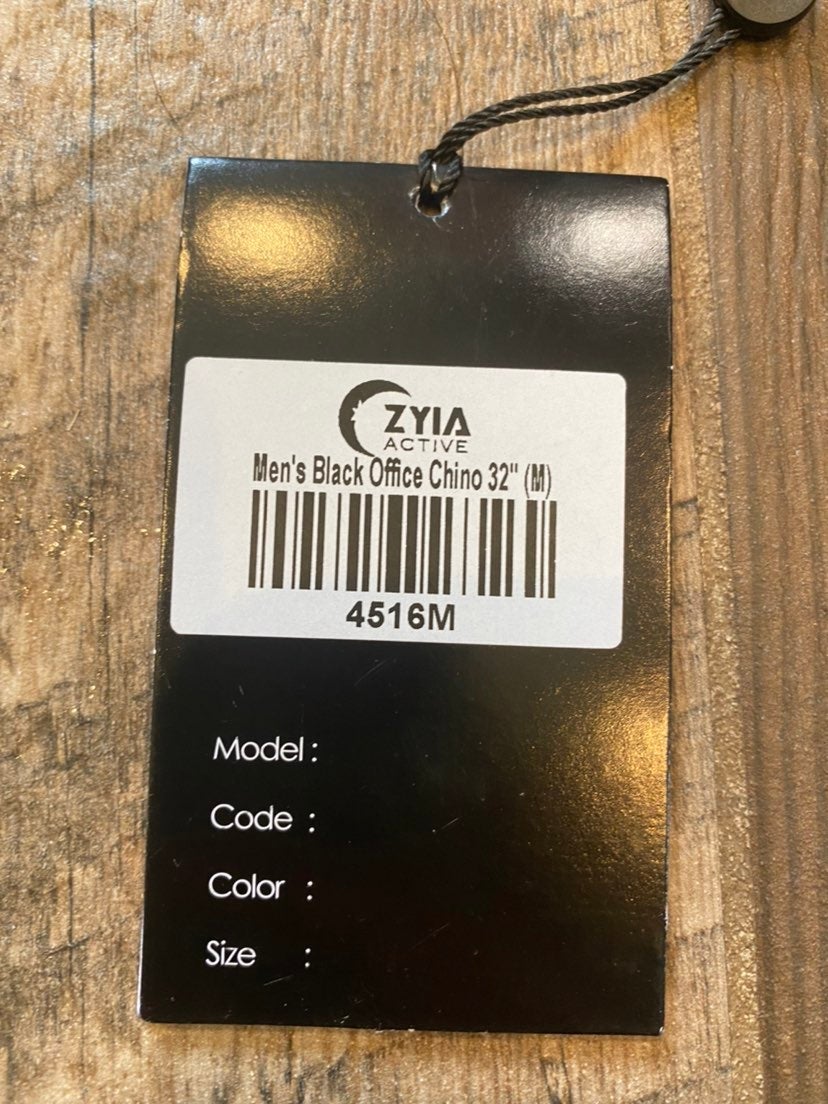 ZYIA
ACTIVE
Men's Black Office Chino 32" (M)
4516M
Model :
Code :
Color :
Size :